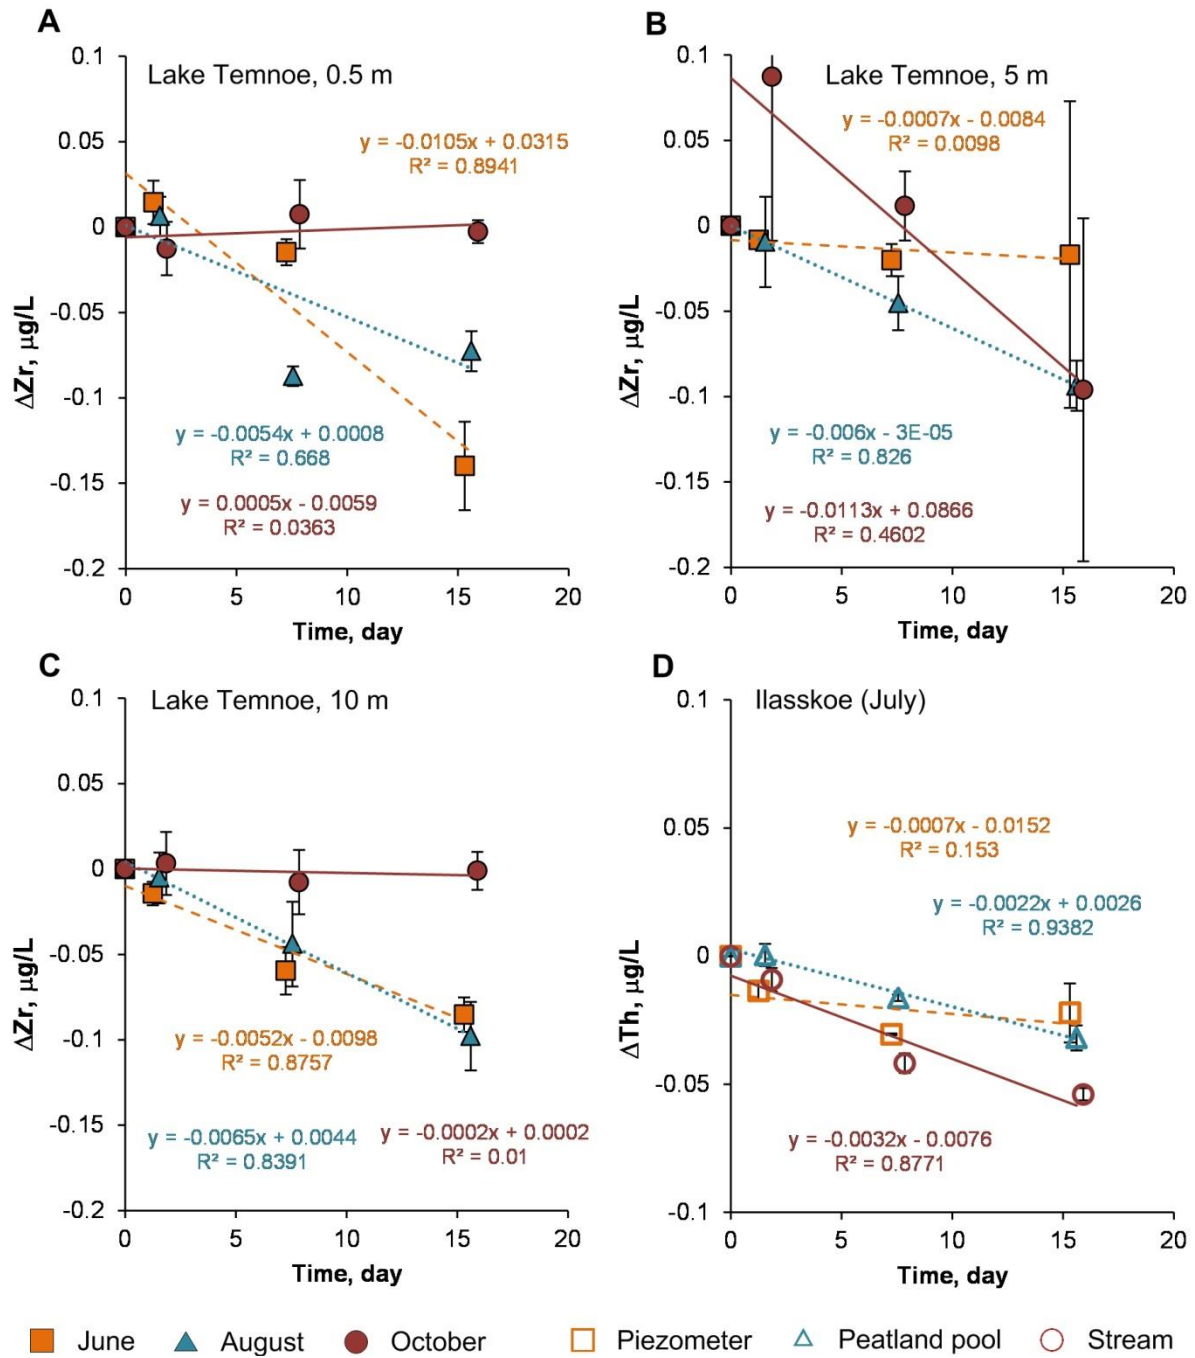 A
Lake Temnoe, 0.5 m
0.1
0.05
0
-0.05
-0.1
-0.15
-0.2
ΔZr, µg/L
y = -0.0105x + 0.0315
R² = 0.8941
y = -0.0054x + 0.0008
R² = 0.668
y = 0.0005x - 0.0059
R² = 0.0363
0 5 10 15 20
Time, day
B
Lake Temnoe, 5 m
0.1
0.05
0
-0.05
-0.1
-0.15
-0.2
ΔZr, µg/L
y = -0.0007x - 0.0084
R² = 0.0098
y = -0.006x - 3E-05
R² = 0.826
y = -0.0113x + 0.0866
R² = 0.4602
0 5 10 15 20
Time, day
C
Lake Temnoe, 10 m
0.1
0.05
0
-0.05
-0.1
-0.15
-0.2
ΔZr, µg/L
y = -0.0052x - 0.0098
R² = 0.8757
y = -0.0065x + 0.0044
R² = 0.8391
y = -0.0002x + 0.0002
R² = 0.01
0 5 10 15 20
Time, day
D
Ilasskoe (July)
0.1
0.05
0
-0.05
-0.1
ΔTh, µg/L
y = -0.0007x - 0.0152
R² = 0.153
y = -0.0022x + 0.0026
R² = 0.9382
y = -0.0032x - 0.0076
R² = 0.8771
0 5 10 15 20
Time, day
June August October Piezometer Peatland pool Stream